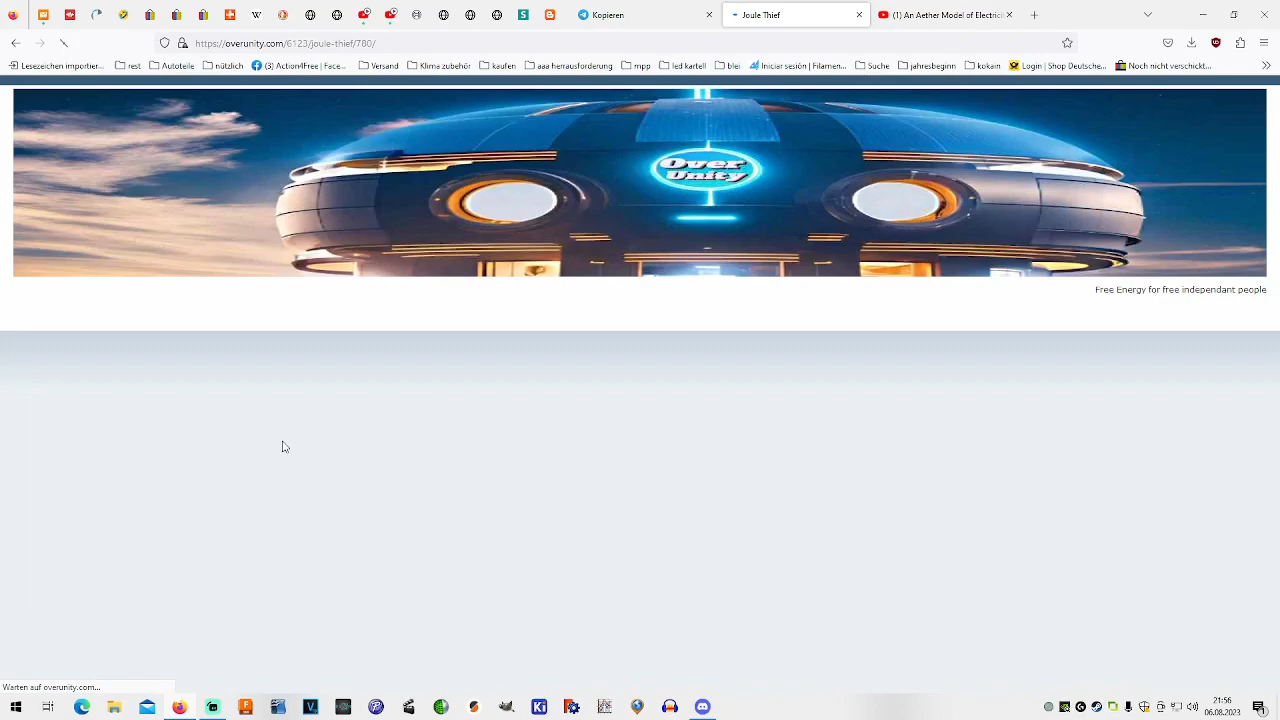 Kopieren
Joule Thief
(1) An Aether Model of Electricit
https://overunity.com/6123/joule-thief/780/
Lesezeichen importier...
rest
Autoteile
nützlich
(3) Action4Free | Face...
Versand
Klima zubehör
kaufen
aaa herrausforderung
mpp
led kartell
blei
Iniciar sesión | Filamen...
Suche
jahresbeginn
kokain
Login | Shop Deutsche...
Noch nicht verschickt...
Over
Unity
Free Energy for free independant people
Warten auf overunity.com...
21:56
06.08.2023